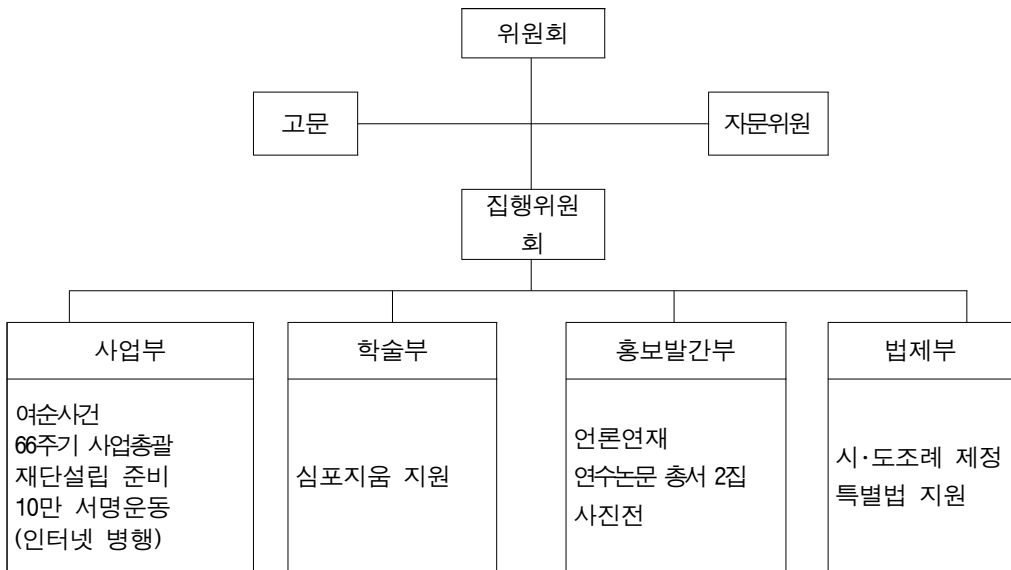 위원회
고문
자문위원
집행위원
회
사업부
학술부
홍보발간부
법제부
여순사건
66주기 사업총괄
재단설립 준비
10만 서명운동
(인터넷 병행)
심포지움 지원
언론연재
연수논문 총서 2집
사진전
시·도조례 제정
특별법 지원